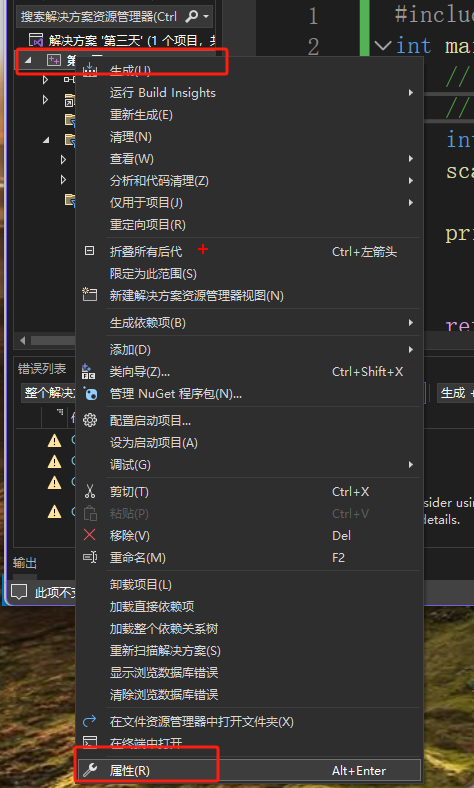 搜索解决方案资源管理器(Ctrl
解决方案 '第三天' (1 个项目，
1
#inclu
2
int mai
第
生成(U)
运行 Build Insights
//
重新生成(E)
//
清理(N)
in
查看(W)
分析和代码清理(Z)
sca
仅用于项目(J)
重定向项目(R)
pri
折叠所有后代
Ctrl+左箭头
限定为此范围(S)
新建解决方案资源管理器视图(N)
生成依赖项(B)
re
添加(D)
错误列表
类向导(Z)...
Ctrl+Shift+X
整个解决方
管理 NuGet 程序包(N)...
生成 +
配置启动项目...
设为启动项目(A)
调试(G)
剪切(T)
Ctrl+X
sider usin
粘贴(P)
Ctrl+V
details.
移除(V)
Del
重命名(M)
F2
输出
卸载项目(L)
此项不支
加载直接依赖项
加载整个依赖关系树
重新扫描解决方案(S)
显示浏览数据库错误
清除浏览数据库错误
在文件资源管理器中打开文件夹(X)
在终端中打开
属性(R)
Alt+Enter